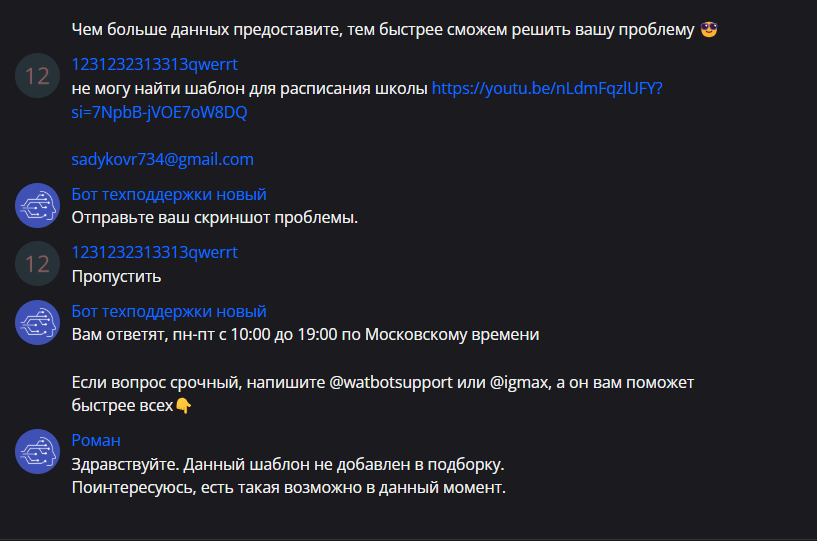 Чем больше данных предоставите, тем быстрее сможем решить вашу проблему 😎
12
1231232313313qwerrt
не могу найти шаблон для расписания школы https://youtu.be/nLdmFqzlUFY?
si=7NpbB-jVOE7oW8DQ
sadykovr734@gmail.com
Бот техподдержки новый
Отправьте ваш скриншот проблемы.
12
1231232313313qwerrt
Пропустить
Бот техподдержки новый
Вам ответят, пн-пт с 10:00 до 19:00 по Московскому времени
Если вопрос срочный, напишите @watbotsupport или @igmax, а он вам поможет
быстрее всех👇
Роман
Здравствуйте. Данный шаблон не добавлен в подборку.
Поинтересуюсь, есть такая возможно в данный момент.